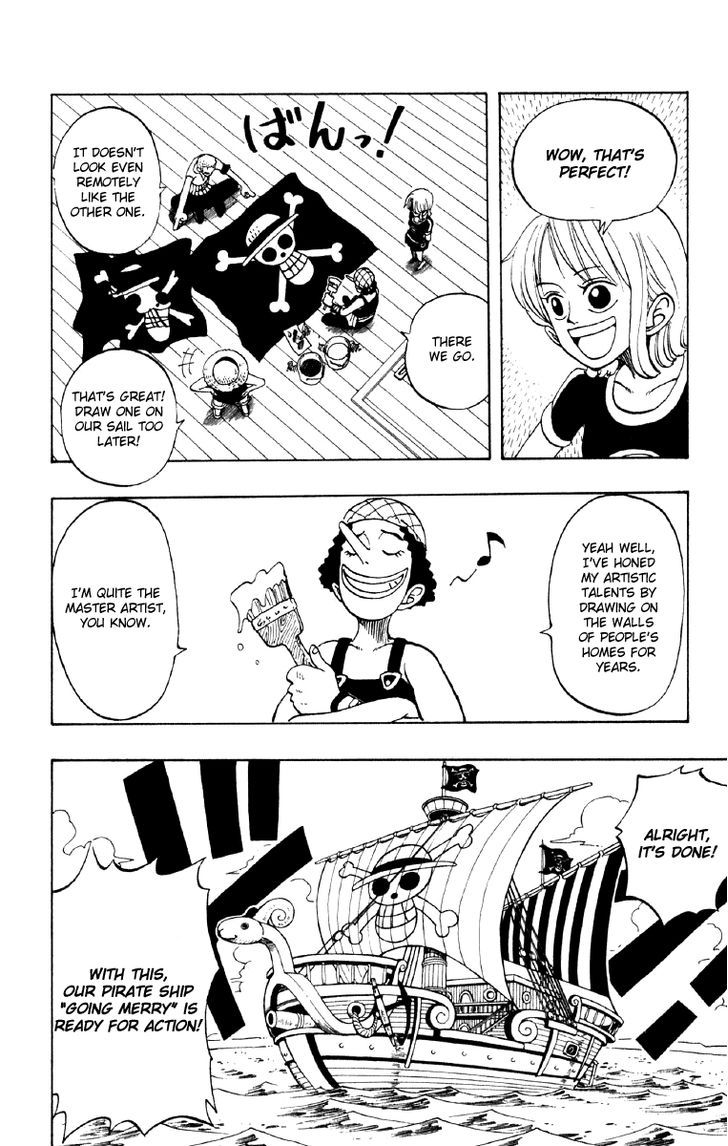 WOW, THAT'S
PERFECT!
ばんっ!
IT DOESN'T
LOOK EVEN
REMOTELY
LIKE THE
OTHER ONE.
THERE
WE GO.
THAT'S GREAT!
DRAW ONE ON
OUR SAIL TOO
LATER!
YEAH WELL,
I'VE HONED
MY ARTISTIC
TALENTS BY
DRAWING ON
THE WALLS
OF PEOPLE'S
HOMES FOR
YEARS.
I'M QUITE THE
MASTER ARTIST,
YOU KNOW.
ALRIGHT,
IT'S DONE!
WITH THIS,
OUR PIRATE SHIP
"GOING MERRY" IS
READY FOR ACTION!